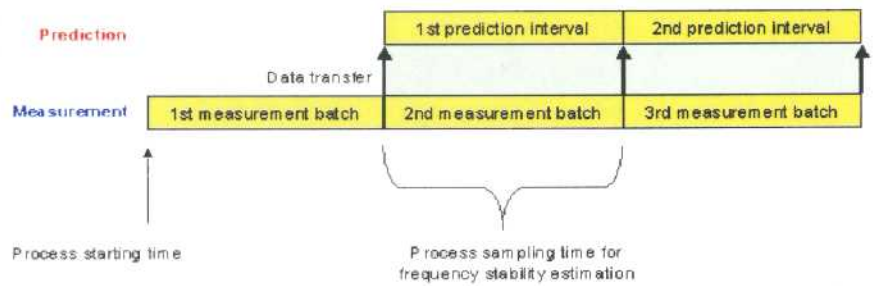 Prediction
1st prediction interval
2nd prediction interval
Data transfer
Measurement
1st measurement batch
2nd measurement batch
3rd measurement batch
Process starting time
Process sampling time for
frequency stability estimation